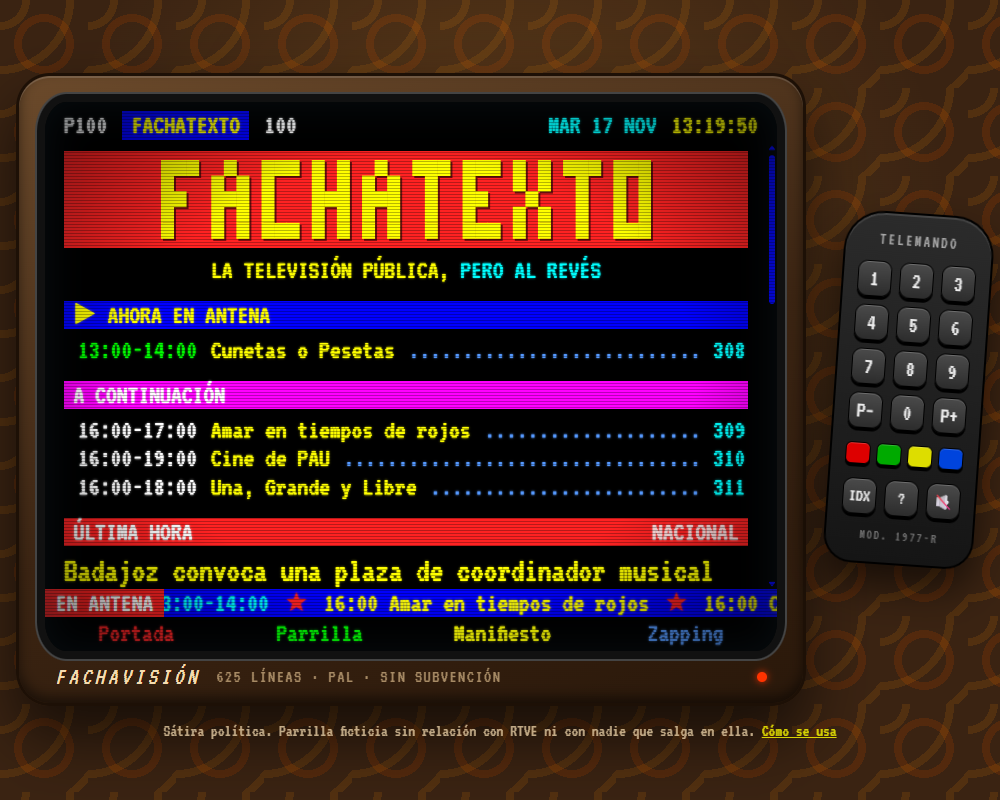 P100 FACHATEXTO 100 MAR 17 NOV 13:19:50
FACHATEXTO
LA TELEVISIÓN PÚBLICA, PERO AL REVÉS
AHORA EN ANTENA
13:00-14:00 Cunetas o Pesetas ................................ 308
A CONTINUACIÓN
16:00-17:00 Amar en tiempos de rojos ........................ 309
16:00-19:00 Cine de PAU ...................................... 310
16:00-18:00 Una, Grande y Libre .............................. 311
ÚLTIMA HORA NACIONAL
Badajoz convoca una plaza de coordinador musical
EN ANTENA 3:00-14:00 ★ 16:00 Amar en tiempos de rojos ★ 16:00
Portada Parrilla Manifiesto Zapping
FACHAVISIÓN 625 LÍNEAS · PAL · SIN SUBVENCIÓN
TELEMANDO
1 2 3
4 5 6
7 8 9
P- 0 P+
IDX ?
MOD. 1977-R
Sátira política. Parrilla ficticia sin relación con RTVE ni con nadie que salga en ella. Cómo se usa